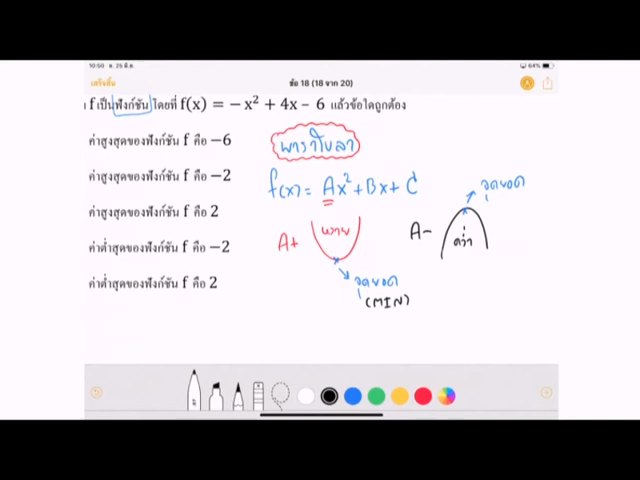 10:50 อ. 25 มิ.ย.
64%
เสร็จสิ้น
ข้อ 18 (18 จาก 20)
f เป็นฟังก์ชัน โดยที่ f(x) = −x² + 4x − 6 แล้วข้อใดถูกต้อง
ค่าสูงสุดของฟังก์ชัน f คือ −6
ค่าสูงสุดของฟังก์ชัน f คือ −2
ค่าสูงสุดของฟังก์ชัน f คือ 2
ค่าต่ำสุดของฟังก์ชัน f คือ −2
ค่าต่ำสุดของฟังก์ชัน f คือ 2
พาราโบลา
f(x) = Ax² + Bx + C
A+
หงาย
จุดยอด
(MIN)
A−
คว่ำ
จุดยอด